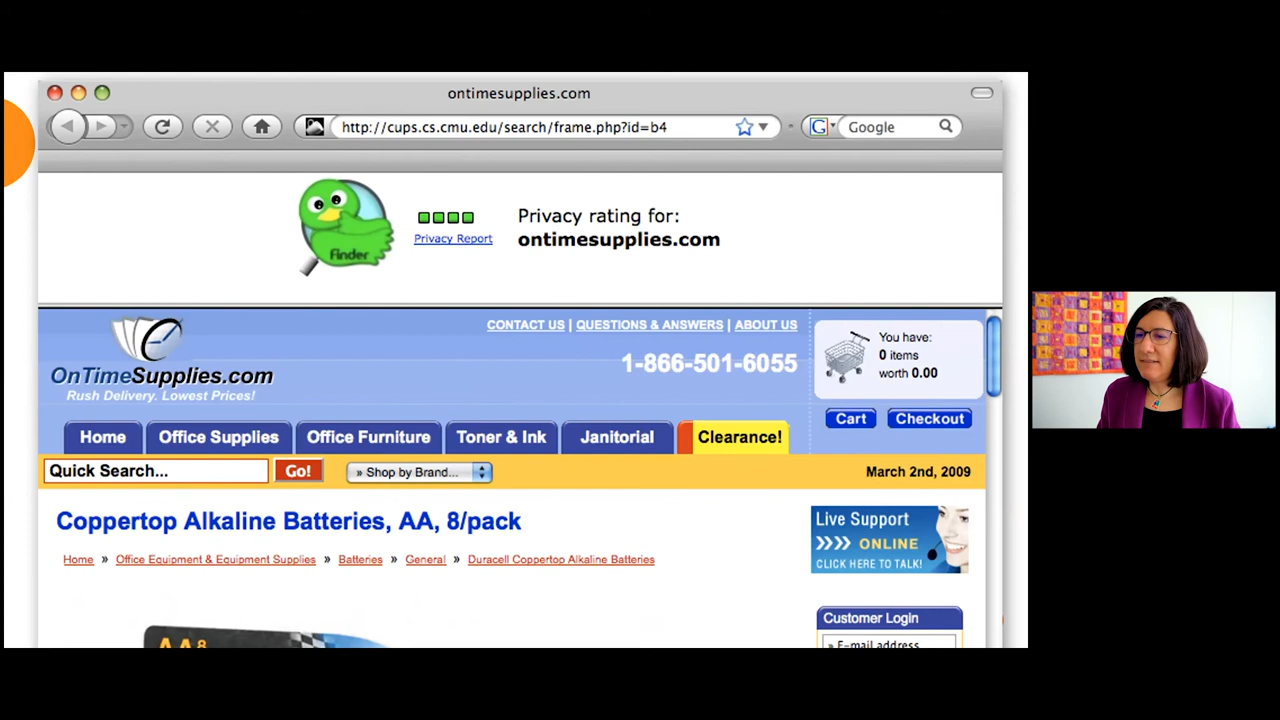 ontimesupplies.com
http://cups.cs.cmu.edu/search/frame.php?id=b4
G Google
finder
Privacy Report
Privacy rating for:
ontimesupplies.com
OnTimeSupplies.com
Rush Delivery. Lowest Prices!
CONTACT US | QUESTIONS & ANSWERS | ABOUT US
1-866-501-6055
You have:
0 items
worth 0.00
Cart Checkout
Home Office Supplies Office Furniture Toner & Ink Janitorial Clearance!
Quick Search... Go! » Shop by Brand... March 2nd, 2009
Coppertop Alkaline Batteries, AA, 8/pack
Home » Office Equipment & Equipment Supplies » Batteries » General » Duracell Coppertop Alkaline Batteries
Live Support
ONLINE
CLICK HERE TO TALK!
Customer Login
» E-mail address
AA8